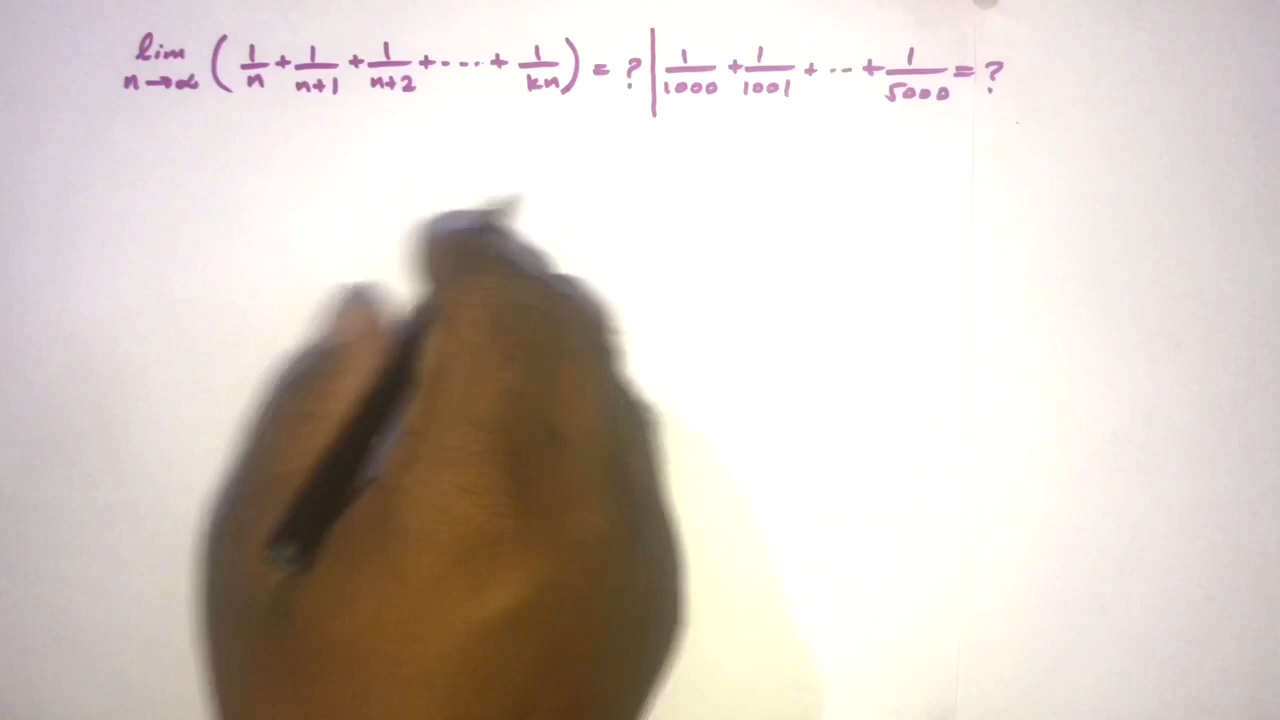 lim n→∞ ( 1/n + 1/n+1 + 1/n+2 + ---- + 1/kn ) = ? | 1/1000 + 1/1001 + --- + 1/5000 = ?